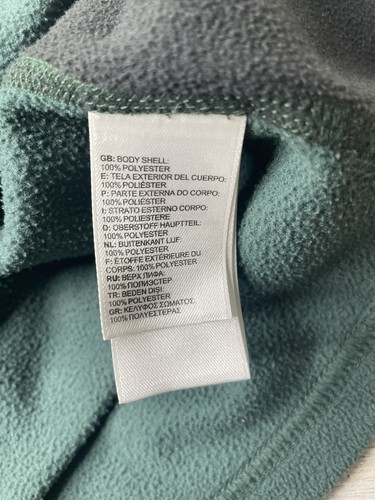 GB: BODY SHELL:
100% POLYESTER
E: TELA EXTERIOR DEL CUERPO:
100% POLIÉSTER
P: PARTE EXTERNA DO CORPO:
100% POLIÉSTER
I: STRATO ESTERNO CORPO:
100% POLIESTERE
D: OBERSTOFF HAUPTTEIL:
100% POLYESTER
NL: BUITENKANT LIJF:
100% POLYESTER
F: ÉTOFFE EXTÉRIEURE DU
CORPS: 100% POLYESTER
RU: ВЕРХ ЛИФА:
100% ПОЛИЭСТЕР
TR: BEDEN DIŞI:
100% POLYESTER
GR: ΚΕΛΥΦΟΣ ΣΩΜΑΤΟΣ:
100% ΠΟΛΥΕΣΤΕΡΑΣ